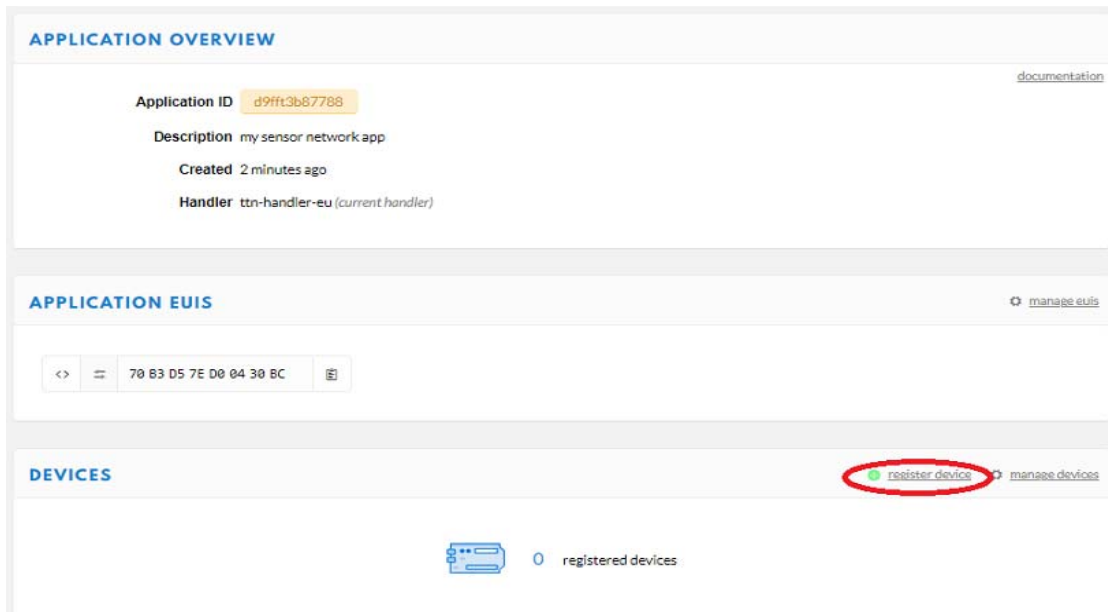 APPLICATION OVERVIEW
documentation
Application ID d9fft3b87788
Description my sensor network app
Created 2 minutes ago
Handler ttn-handler-eu (current handler)
APPLICATION EUIS
manage euis
<> 70 B3 D5 7E D0 04 30 BC
DEVICES
register device manage devices
0 registered devices